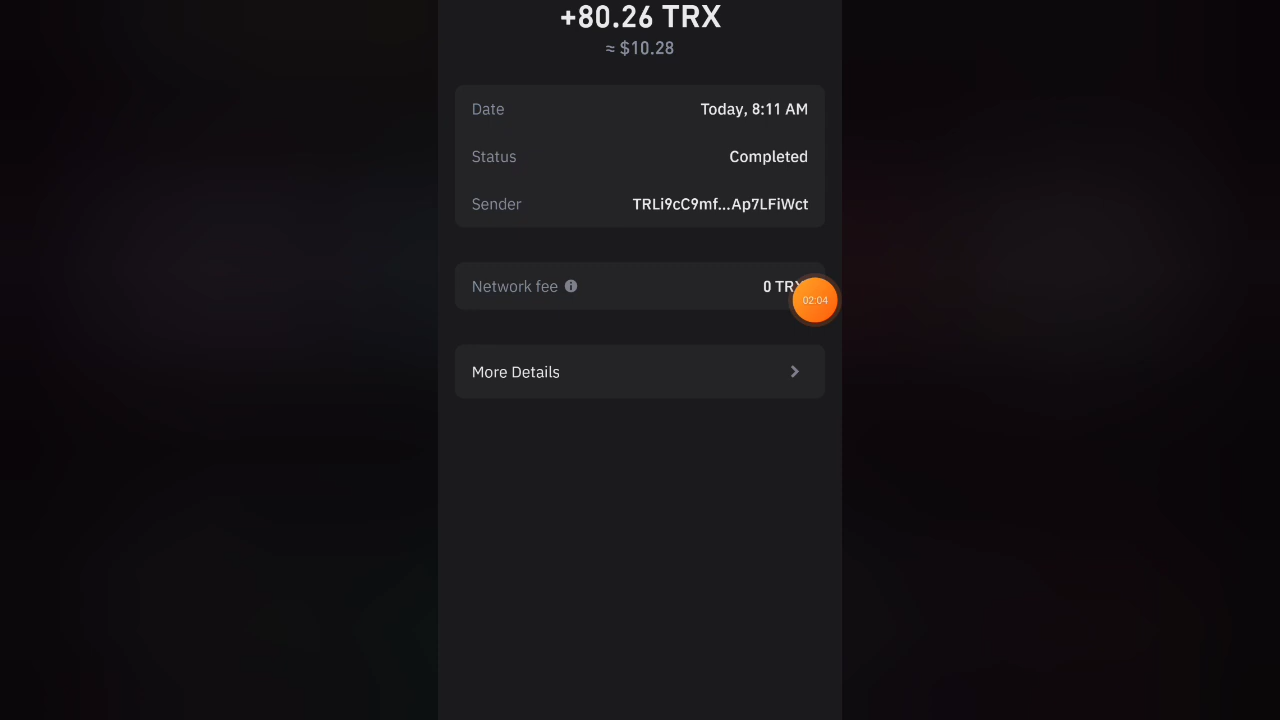 +80.26 TRX
≈ $10.28
Date Today, 8:11 AM
Status Completed
Sender TRLi9cC9mf...Ap7LFiWct
Network fee 0 TRX
02:04
More Details